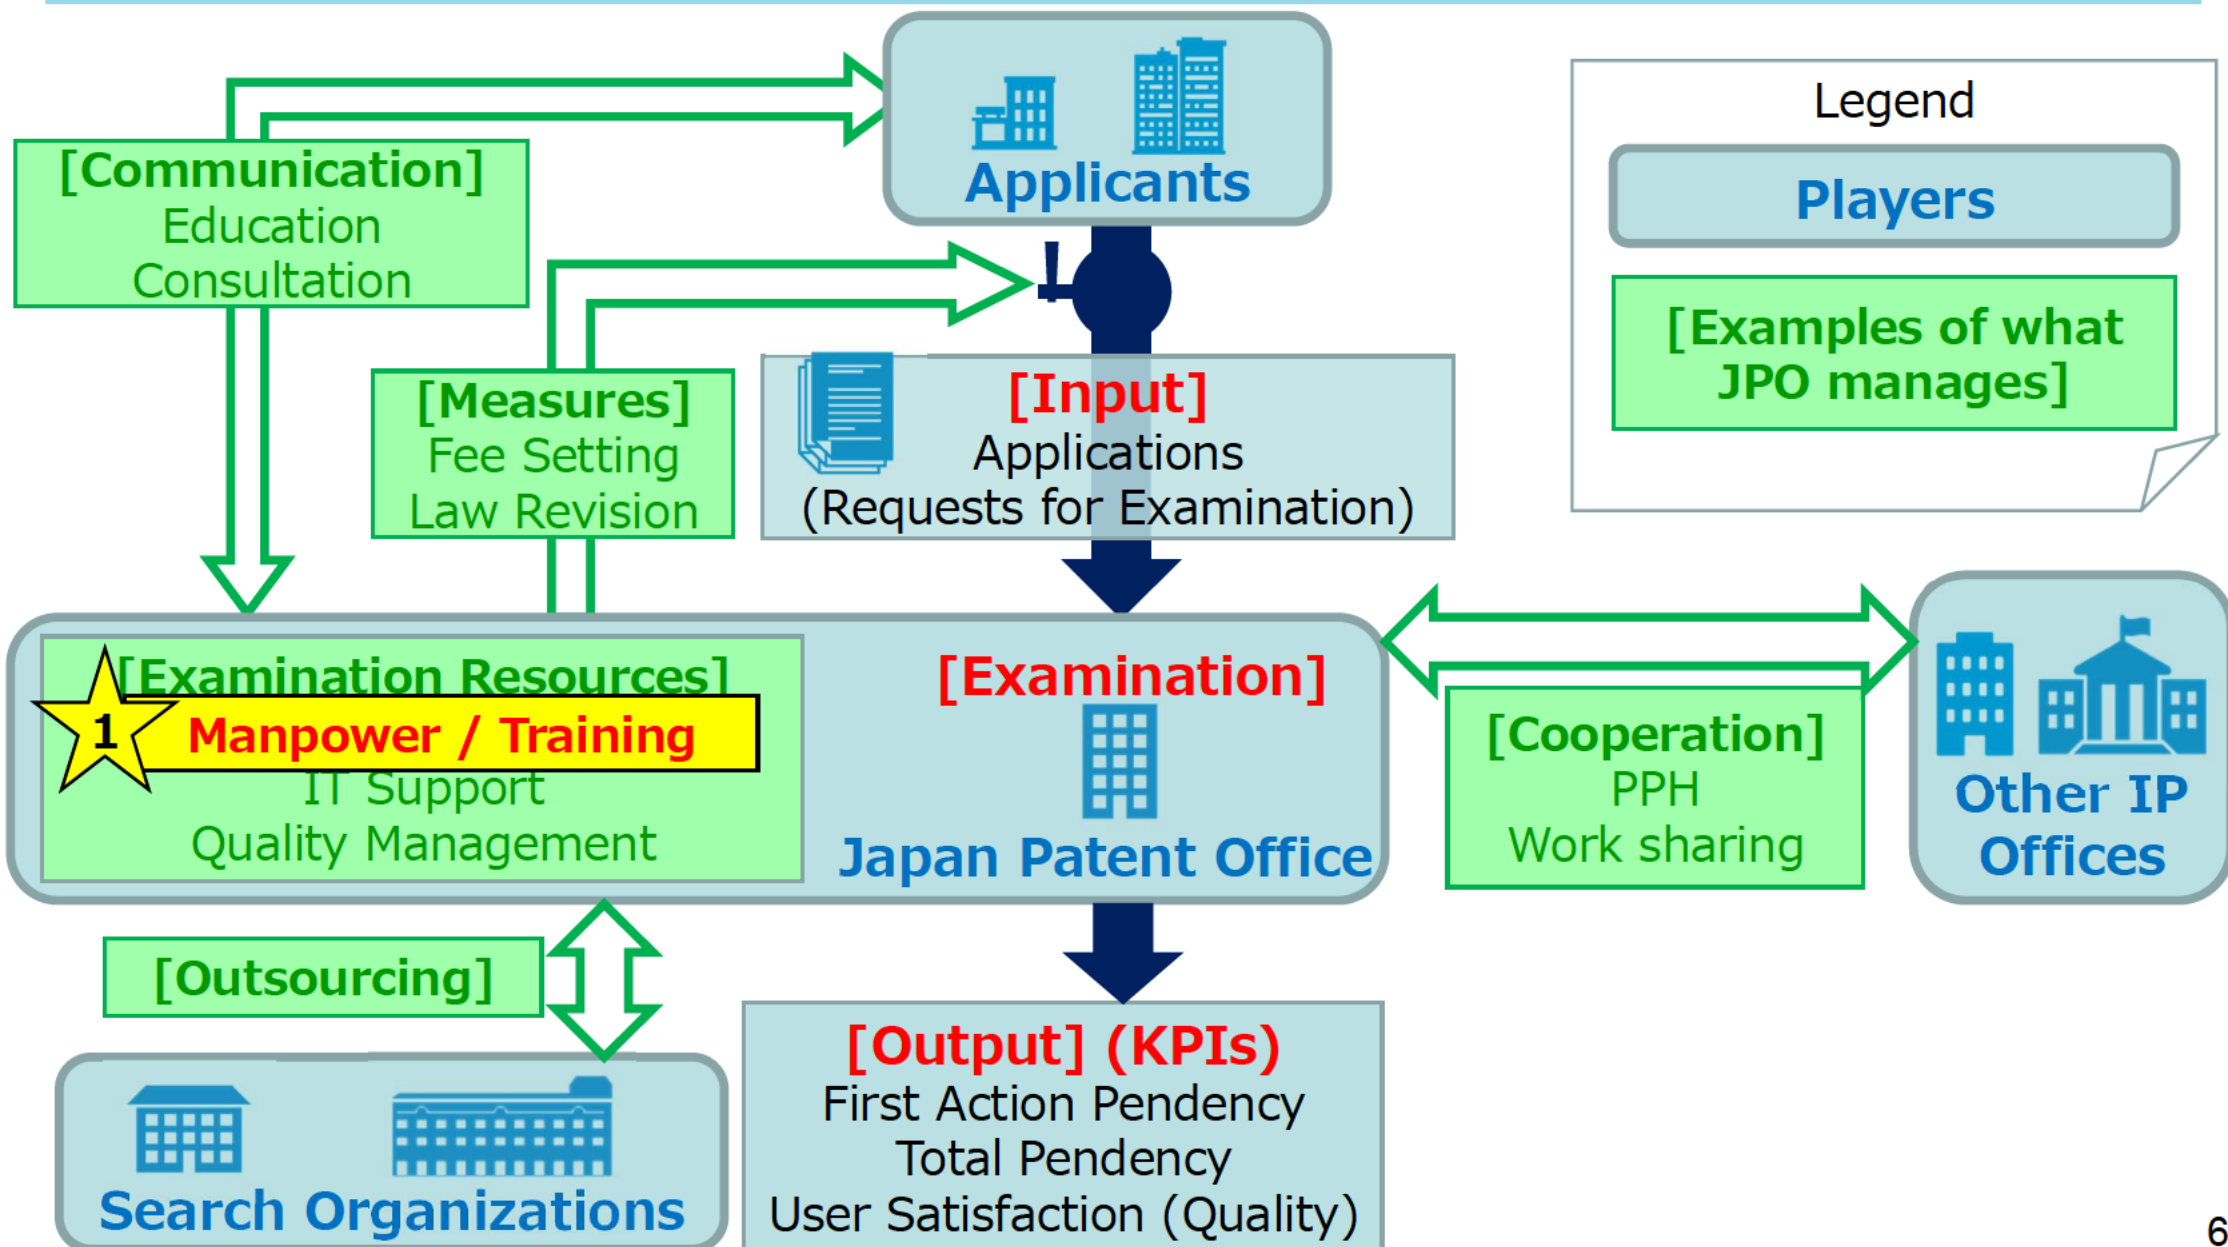 Applicants
Legend
Players
[Examples of what
JPO manages]
[Communication]
Education
Consultation
[Measures]
Fee Setting
Law Revision
[Input]
Applications
(Requests for Examination)
[Examination Resources]
1
Manpower / Training
IT Support
Quality Management
[Examination]
Japan Patent Office
[Cooperation]
PPH
Work sharing
Other IP
Offices
[Outsourcing]
Search Organizations
[Output] (KPIs)
First Action Pendency
Total Pendency
User Satisfaction (Quality)
6